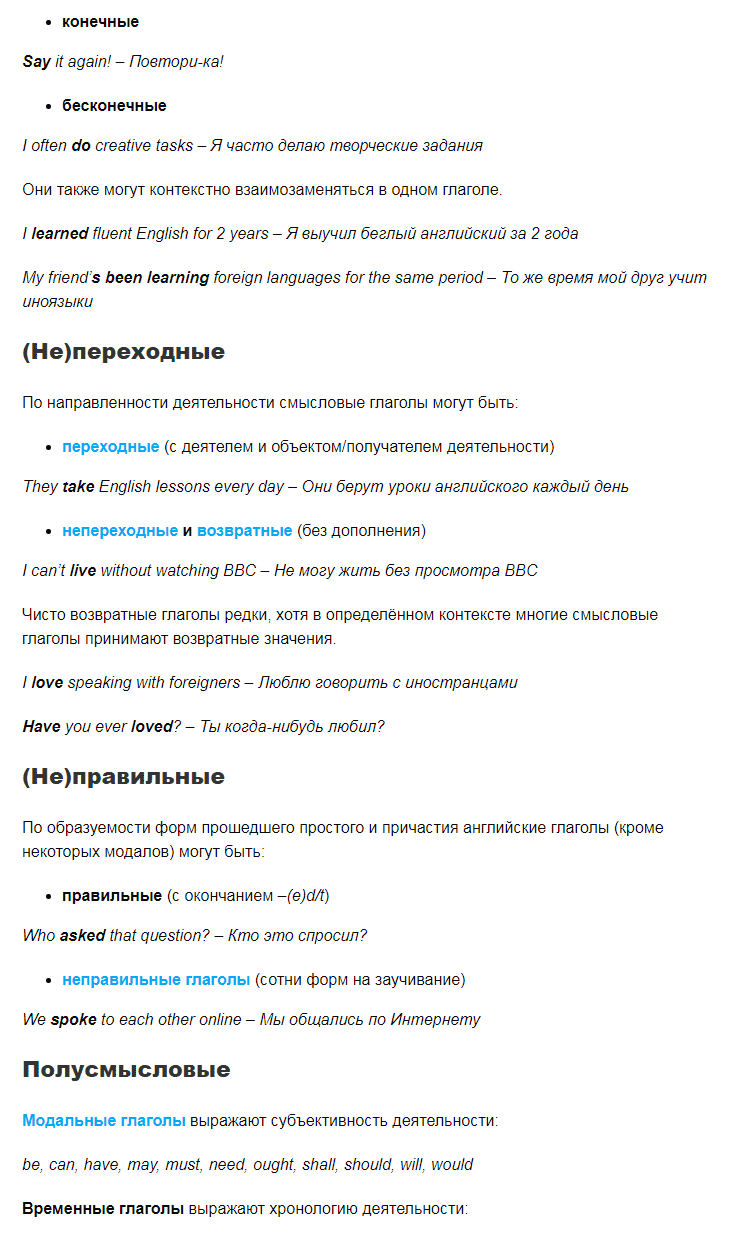 • конечные
Say it again! – Повтори-ка!
• бесконечные
I often do creative tasks – Я часто делаю творческие задания
Они также могут контекстно взаимозаменяться в одном глаголе.
I learned fluent English for 2 years – Я выучил беглый английский за 2 года
My friend’s been learning foreign languages for the same period – То же время мой друг учит
иноязыки
(Не)переходные
По направленности деятельности смысловые глаголы могут быть:
• переходные (с деятелем и объектом/получателем деятельности)
They take English lessons every day – Они берут уроки английского каждый день
• непереходные и возвратные (без дополнения)
I can’t live without watching BBC – Не могу жить без просмотра BBC
Чисто возвратные глаголы редки, хотя в определённом контексте многие смысловые
глаголы принимают возвратные значения.
I love speaking with foreigners – Люблю говорить с иностранцами
Have you ever loved? – Ты когда-нибудь любил?
(Не)правильные
По образуемости форм прошедшего простого и причастия английские глаголы (кроме
некоторых модалов) могут быть:
• правильные (с окончанием –(e)d/t)
Who asked that question? – Кто это спросил?
• неправильные глаголы (сотни форм на заучивание)
We spoke to each other online – Мы общались по Интернету
Полусмысловые
Модальные глаголы выражают субъективность деятельности:
be, can, have, may, must, need, ought, shall, should, will, would
Временные глаголы выражают хронологию деятельности: